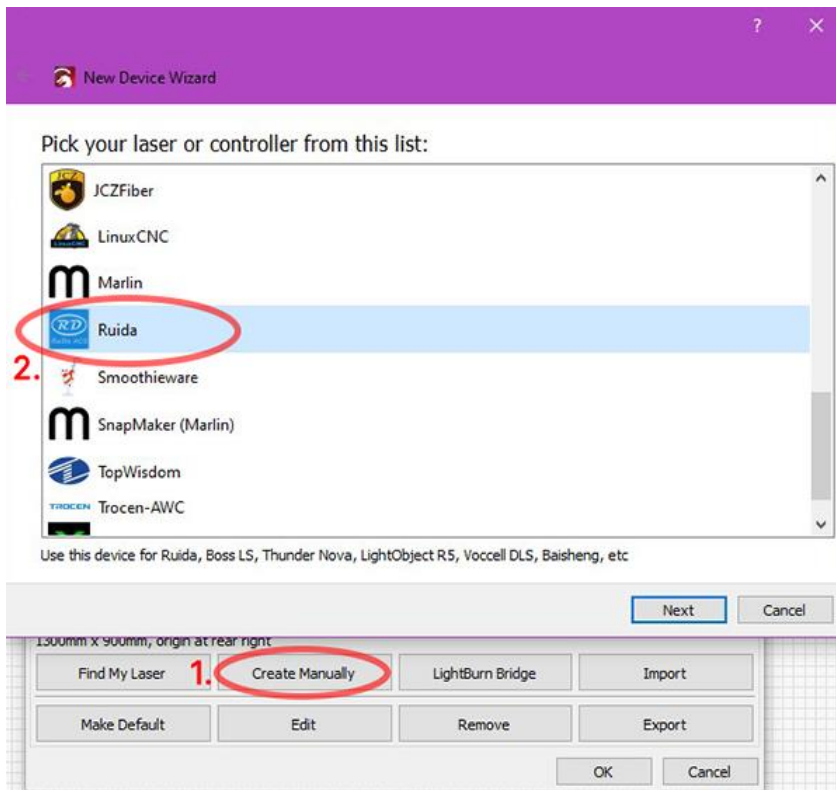 ?
New Device Wizard
Pick your laser or controller from this list:
JCZFiber
LinuxCNC
Marlin
RD
Ruida
2.
Smoothieware
SnapMaker (Marlin)
TopWisdom
TROCEN Trocen-AWC
Use this device for Ruida, Boss LS, Thunder Nova, LightObject R5, Voccell DLS, Baisheng, etc
Next Cancel
1300mm x 900mm, origin at rear right
Find My Laser 1. Create Manually LightBurn Bridge Import
Make Default Edit Remove Export
OK Cancel